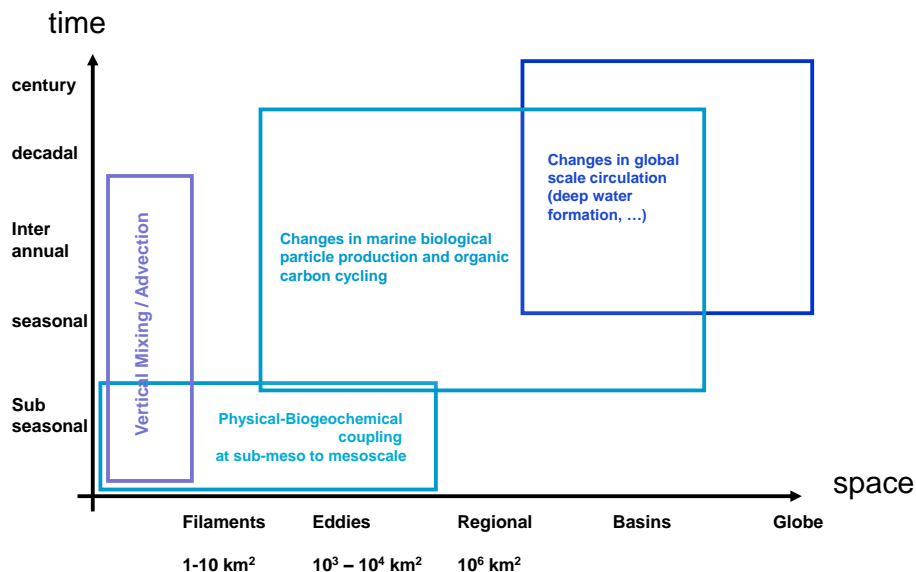 time
century
decadal
Inter
annual
seasonal
Sub
seasonal
Vertical Mixing / Advection
Changes in marine biological
particle production and organic
carbon cycling
Changes in global
scale circulation
(deep water
formation, …)
Physical-Biogeochemical
coupling
at sub-meso to mesoscale
space
Filaments Eddies Regional Basins Globe
1-10 km² 10³ – 10⁴ km² 10⁶ km²